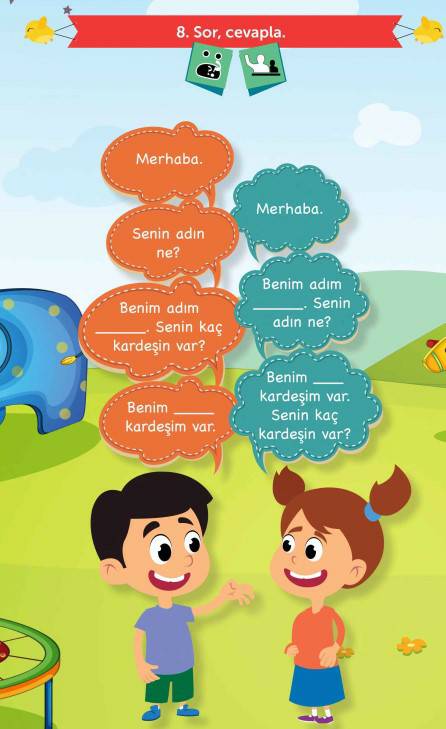 8. Sor, cevapla.
Merhaba.
Merhaba.
Senin adın
ne?
Benim adım
______. Senin
adın ne?
Benim adım
______. Senin kaç
kardeşin var?
Benim ____
kardeşim var.
Senin kaç
kardeşin var?
Benim _____
kardeşim var.